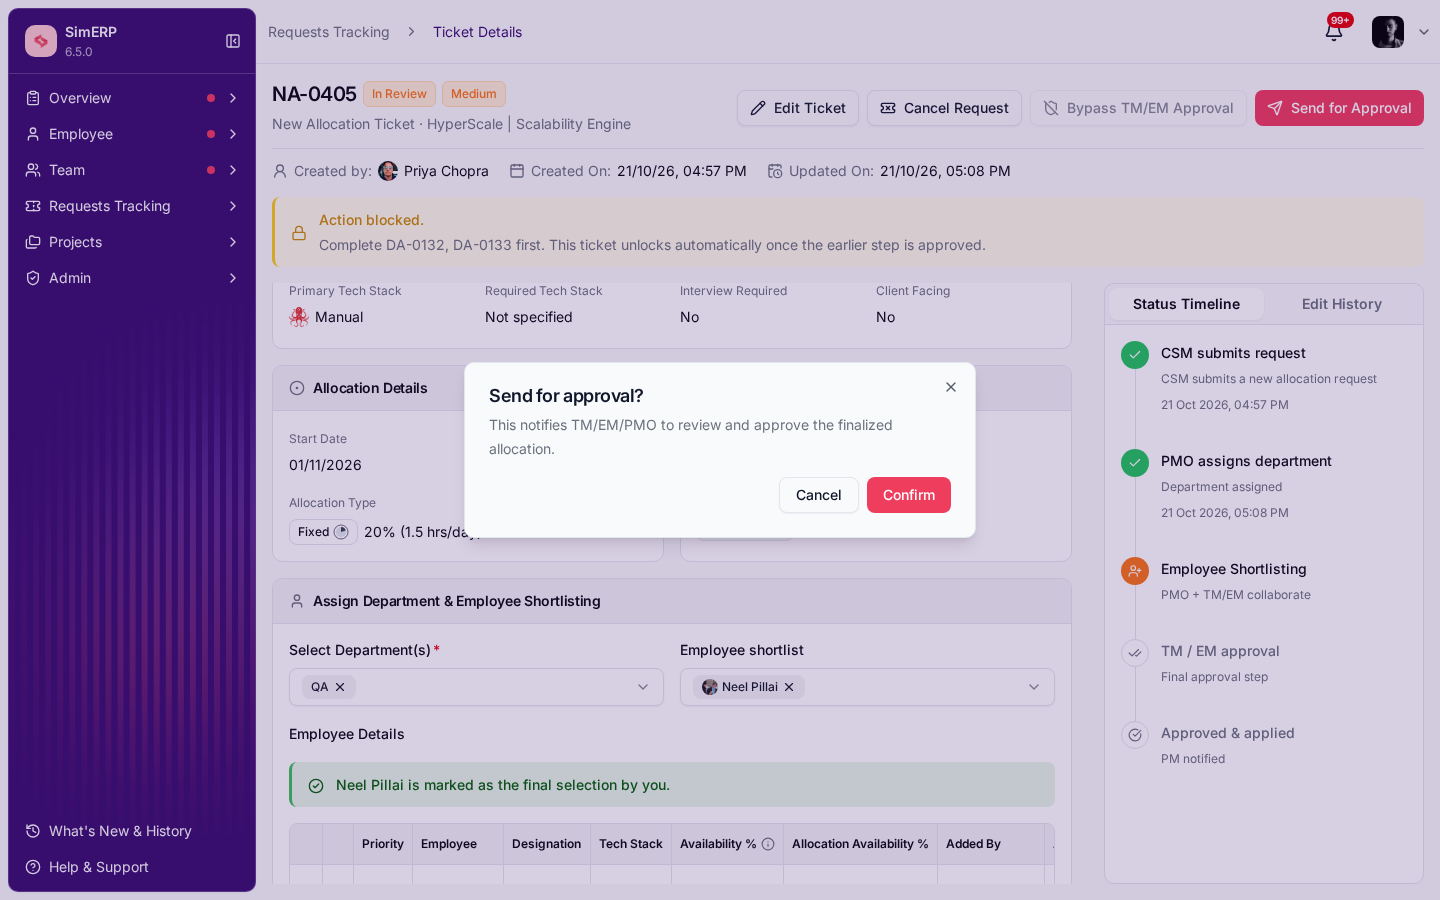 SimERP
6.5.0
Overview
Employee
Team
Requests Tracking
Projects
Admin
What's New & History
Help & Support
Requests Tracking
Ticket Details
99+
NA-0405
In Review
Medium
New Allocation Ticket · HyperScale | Scalability Engine
Edit Ticket
Cancel Request
Bypass TM/EM Approval
Send for Approval
Created by: Priya Chopra
Created On: 21/10/26, 04:57 PM
Updated On: 21/10/26, 05:08 PM
Action blocked.
Complete DA-0132, DA-0133 first. This ticket unlocks automatically once the earlier step is approved.
Primary Tech Stack
Required Tech Stack
Interview Required
Client Facing
Manual
Not specified
No
No
Allocation Details
Start Date
01/11/2026
Allocation Type
Fixed
20% (1.5 hrs/day)
Send for approval?
This notifies TM/EM/PMO to review and approve the finalized
allocation.
Cancel
Confirm
Assign Department & Employee Shortlisting
Select Department(s) *
Employee shortlist
QA
Neel Pillai
Employee Details
Neel Pillai is marked as the final selection by you.
Priority
Employee
Designation
Tech Stack
Availability %
Allocation Availability %
Added By
Status Timeline
Edit History
CSM submits request
CSM submits a new allocation request
21 Oct 2026, 04:57 PM
PMO assigns department
Department assigned
21 Oct 2026, 05:08 PM
Employee Shortlisting
PMO + TM/EM collaborate
TM / EM approval
Final approval step
Approved & applied
PM notified